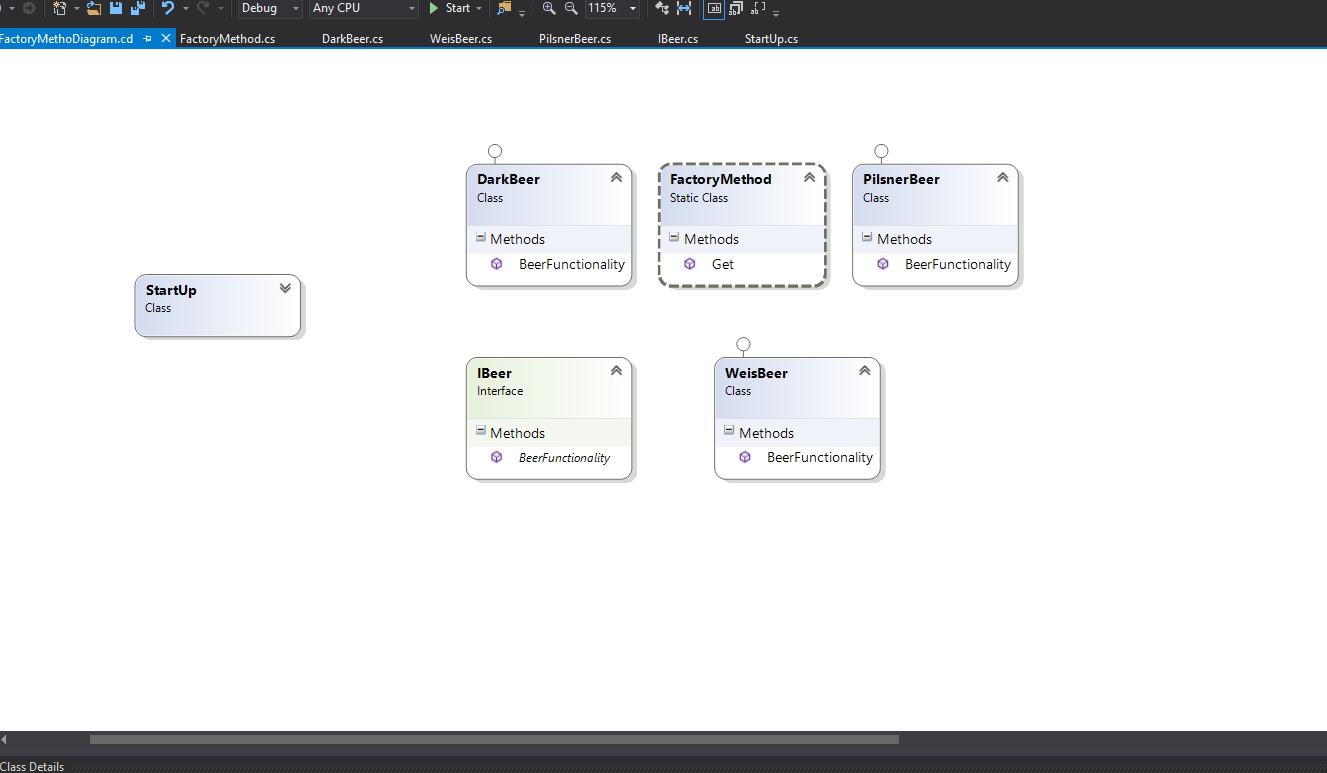 Debug Any CPU Start 115%
FactoryMethoDiagram.cd FactoryMethod.cs DarkBeer.cs WeisBeer.cs PilsnerBeer.cs IBeer.cs StartUp.cs
DarkBeer
Class
Methods
BeerFunctionality
FactoryMethod
Static Class
Methods
Get
PilsnerBeer
Class
Methods
BeerFunctionality
StartUp
Class
IBeer
Interface
Methods
BeerFunctionality
WeisBeer
Class
Methods
BeerFunctionality
Class Details